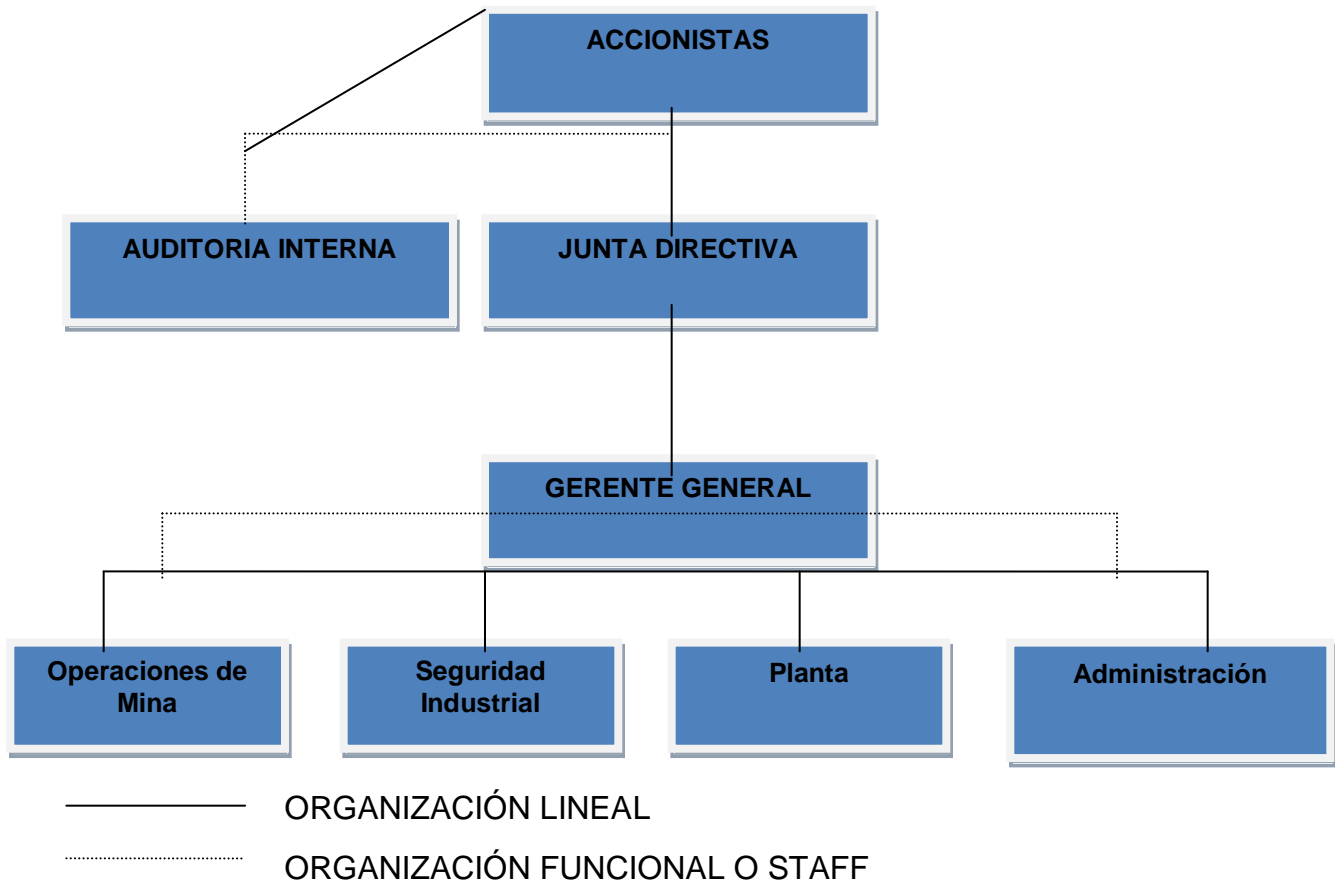 ACCIONISTAS
AUDITORIA INTERNA
JUNTA DIRECTIVA
GERENTE GENERAL
Operaciones de
Mina
Seguridad
Industrial
Planta
Administración
ORGANIZACIÓN LINEAL
ORGANIZACIÓN FUNCIONAL O STAFF